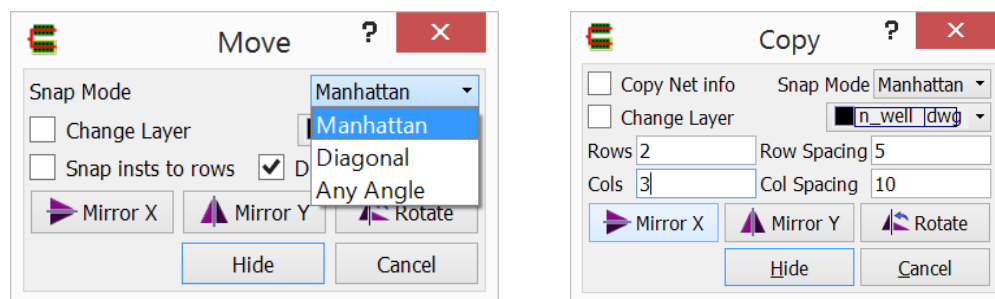 Move ? ×
Snap Mode Manhattan
Manhattan
Diagonal
Any Angle
Change Layer
Snap insts to rows D
Mirror X Mirror Y Rotate
Hide Cancel
Copy ? ×
Copy Net info Snap Mode Manhattan
Change Layer n_well dwg
Rows 2 Row Spacing 5
Cols 3 Col Spacing 10
Mirror X Mirror Y Rotate
Hide Cancel